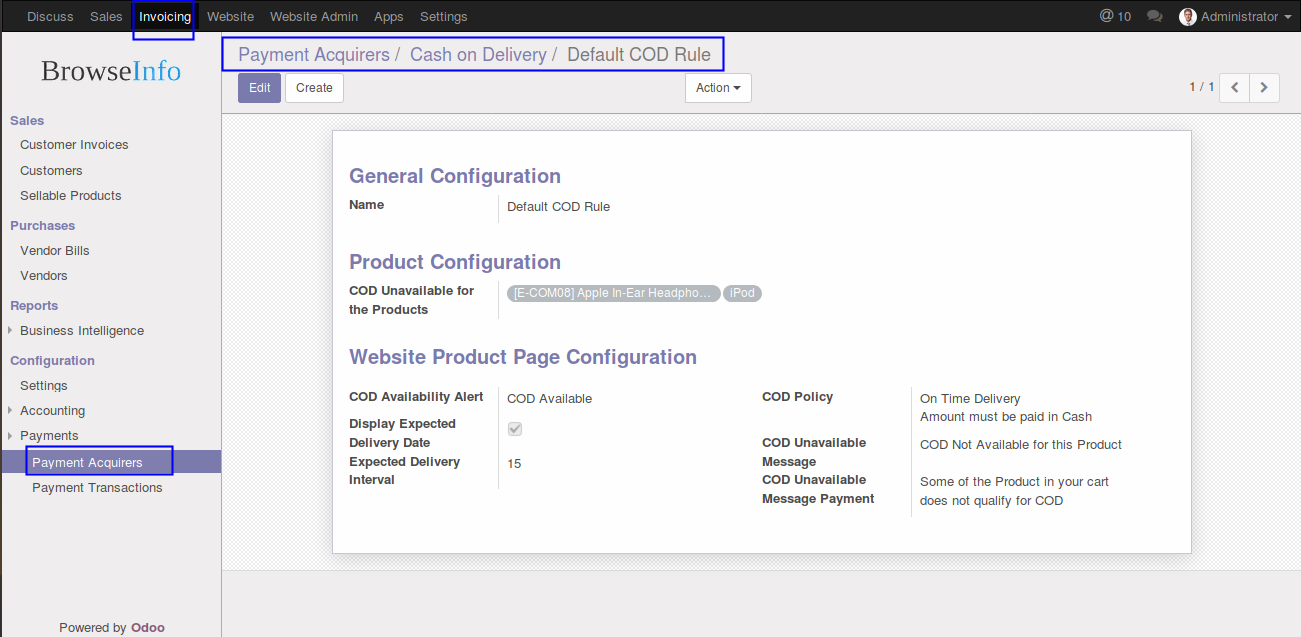 Discuss Sales Invoicing Website Website Admin Apps Settings @ 10 Administrator
BrowseInfo
Payment Acquirers / Cash on Delivery / Default COD Rule
Edit Create Action 1 / 1
Sales
Customer Invoices
Customers
Sellable Products
Purchases
Vendor Bills
Vendors
Reports
Business Intelligence
Configuration
Settings
Accounting
Payments
Payment Acquirers
Payment Transactions
Powered by Odoo
General Configuration
Name Default COD Rule
Product Configuration
COD Unavailable for
the Products
[E-COM08] Apple In-Ear Headpho... iPod
Website Product Page Configuration
COD Availability Alert COD Available
Display Expected
Delivery Date
Expected Delivery
Interval
15
COD Policy
On Time Delivery
Amount must be paid in Cash
COD Unavailable
Message
COD Not Available for this Product
COD Unavailable
Message Payment
Some of the Product in your cart
does not qualify for COD